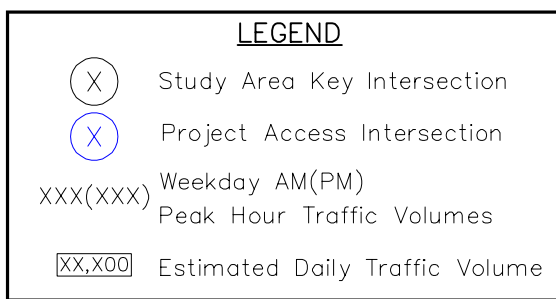 LEGEND
X Study Area Key Intersection
X Project Access Intersection
XXX(XXX) Weekday AM(PM)
Peak Hour Traffic Volumes
XX,X00 Estimated Daily Traffic Volume